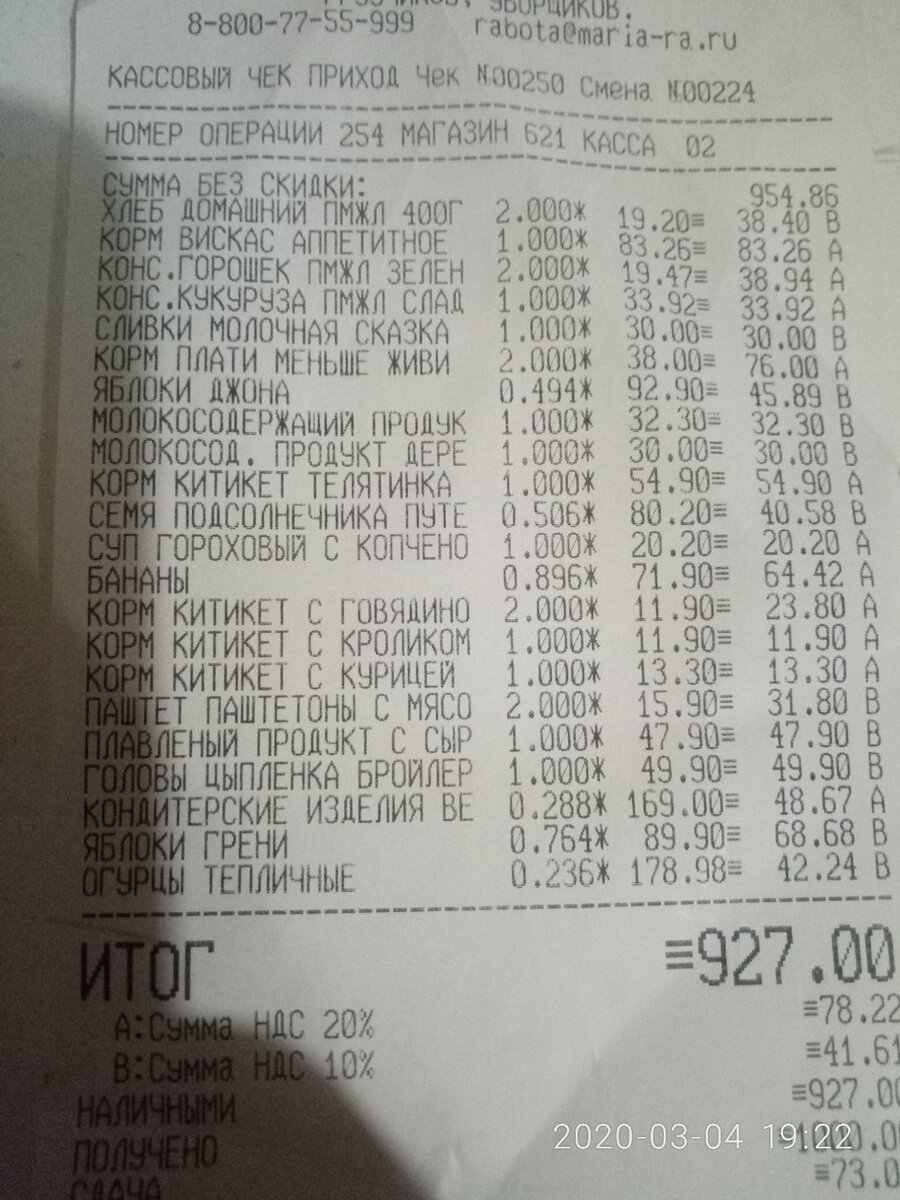 УБОРЩИКОВ.
8-800-77-55-999 rabota@maria-ra.ru
КАССОВЫЙ ЧЕК ПРИХОД Чек №00250 Смена №00224
НОМЕР ОПЕРАЦИИ 254 МАГАЗИН 621 КАССА 02
СУММА БЕЗ СКИДКИ: 954.86
ХЛЕБ ДОМАШНИЙ ПМЖЛ 400Г 2.000* 19.20= 38.40 В
КОРМ ВИСКАС АППЕТИТНОЕ 1.000* 83.26= 83.26 А
КОНС.ГОРОШЕК ПМЖЛ ЗЕЛЕН 2.000* 19.47= 38.94 А
КОНС.КУКУРУЗА ПМЖЛ СЛАД 1.000* 33.92= 33.92 А
СЛИВКИ МОЛОЧНАЯ СКАЗКА 1.000* 30.00= 30.00 В
КОРМ ПЛАТИ МЕНЬШЕ ЖИВИ 2.000* 38.00= 76.00 А
ЯБЛОКИ ДЖОНА 0.494* 92.90= 45.89 В
МОЛОКОСОДЕРЖАЩИЙ ПРОДУК 1.000* 32.30= 32.30 В
МОЛОКОСОД. ПРОДУКТ ДЕРЕ 1.000* 30.00= 30.00 В
КОРМ КИТИКЕТ ТЕЛЯТИНКА 1.000* 54.90= 54.90 А
СЕМЯ ПОДСОЛНЕЧНИКА ПУТЕ 0.506* 80.20= 40.58 В
СУП ГОРОХОВЫЙ С КОПЧЕНО 1.000* 20.20= 20.20 А
БАНАНЫ 0.896* 71.90= 64.42 А
КОРМ КИТИКЕТ С ГОВЯДИНО 2.000* 11.90= 23.80 А
КОРМ КИТИКЕТ С КРОЛИКОМ 1.000* 11.90= 11.90 А
КОРМ КИТИКЕТ С КУРИЦЕЙ 1.000* 13.30= 13.30 А
ПАШТЕТ ПАШТЕТОНЫ С МЯСО 2.000* 15.90= 31.80 В
ПЛАВЛЕНЫЙ ПРОДУКТ С СЫР 1.000* 47.90= 47.90 В
ГОЛОВЫ ЦЫПЛЕНКА БРОЙЛЕР 1.000* 49.90= 49.90 В
КОНДИТЕРСКИЕ ИЗДЕЛИЯ ВЕ 0.288* 169.00= 48.67 А
ЯБЛОКИ ГРЕНИ 0.764* 89.90= 68.68 В
ОГУРЦЫ ТЕПЛИЧНЫЕ 0.236* 178.98= 42.24 В
ИТОГ =927.00
А:Сумма НДС 20% =78.22
В:Сумма НДС 10% =41.61
НАЛИЧНЫМИ =927.00
ПОЛУЧЕНО
СДАЧА =73.0
2020-03-04 19:22